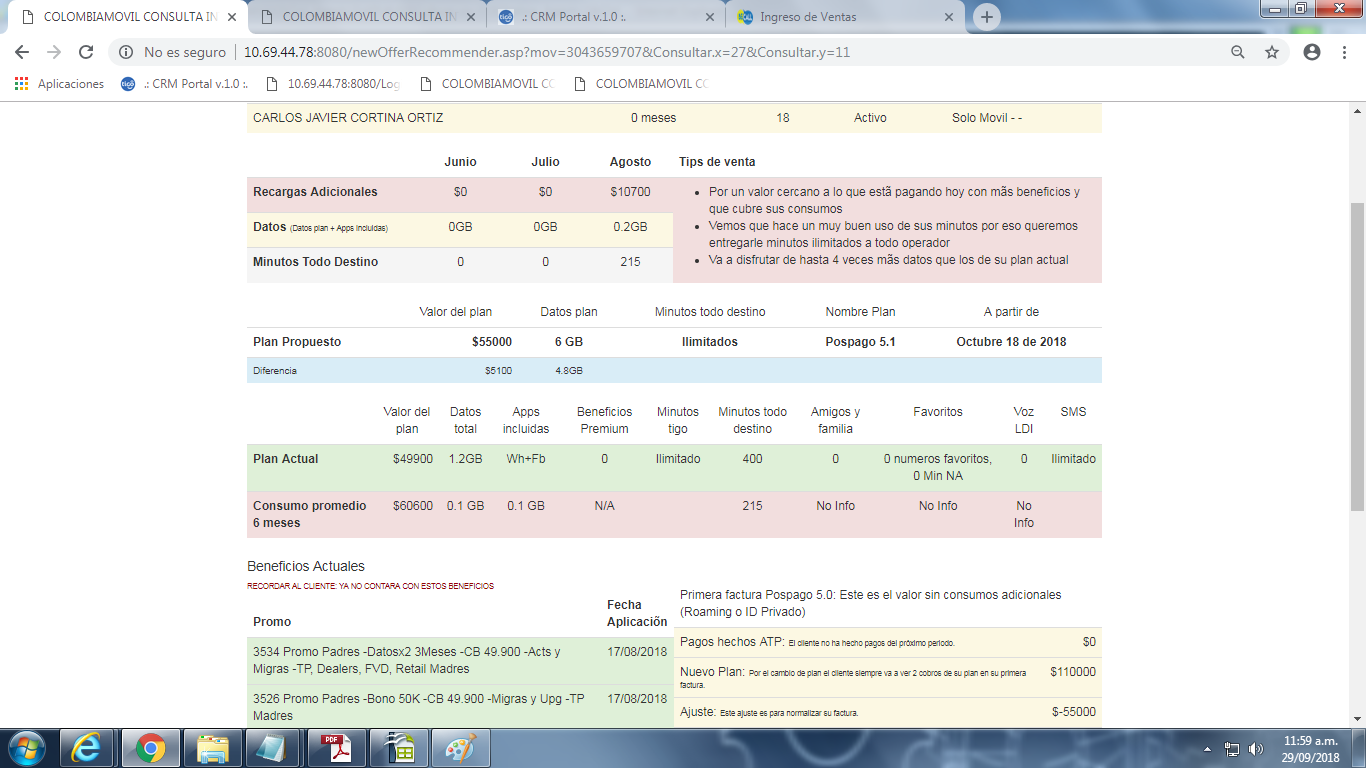 COLOMBIAMOVIL CONSULTA IN
COLOMBIAMOVIL CONSULTA IN
.: CRM Portal v.1.0 :.
Ingreso de Ventas
No es seguro
10.69.44.78:8080/newOfferRecommender.asp?mov=3043659707&Consultar.x=27&Consultar.y=11
Aplicaciones
.: CRM Portal v.1.0 :.
10.69.44.78:8080/Log
COLOMBIAMOVIL CO
COLOMBIAMOVIL CO
CARLOS JAVIER CORTINA ORTIZ 0 meses 18 Activo Solo Movil - -
Junio Julio Agosto Tips de venta
Recargas Adicionales $0 $0 $10700
Datos (Datos plan + Apps incluidas) 0GB 0GB 0.2GB
Minutos Todo Destino 0 0 215
• Por un valor cercano a lo que estã pagando hoy con mãs beneficios y
que cubre sus consumos
• Vemos que hace un muy buen uso de sus minutos por eso queremos
entregarle minutos ilimitados a todo operador
• Va a disfrutar de hasta 4 veces mãs datos que los de su plan actual
Valor del plan Datos plan Minutos todo destino Nombre Plan A partir de
Plan Propuesto $55000 6 GB Ilimitados Pospago 5.1 Octubre 18 de 2018
Diferencia $5100 4.8GB
Valor del Datos Apps Beneficios Minutos Minutos todo Amigos y Favoritos Voz SMS
plan total incluidas Premium tigo destino familia LDI
Plan Actual $49900 1.2GB Wh+Fb 0 Ilimitado 400 0 0 numeros favoritos, 0 Ilimitado
0 Min NA
Consumo promedio $60600 0.1 GB 0.1 GB N/A 215 No Info No Info No
6 meses Info
Beneficios Actuales
RECORDAR AL CLIENTE: YA NO CONTARA CON ESTOS BENEFICIOS
Fecha
Promo Aplicaciõn
3534 Promo Padres -Datosx2 3Meses -CB 49.900 -Acts y 17/08/2018
Migras -TP, Dealers, FVD, Retail Madres
3526 Promo Padres -Bono 50K -CB 49.900 -Migras y Upg -TP 17/08/2018
Madres
Primera factura Pospago 5.0: Este es el valor sin consumos adicionales
(Roaming o ID Privado)
Pagos hechos ATP: El cliente no ha hecho pagos del próximo periodo. $0
Nuevo Plan: Por el cambio de plan el cliente siempre va a ver 2 cobros de su plan en su primera $110000
factura.
Ajuste: Este ajuste es para normalizar su factura. $-55000
PDF
11:59 a.m.
29/09/2018